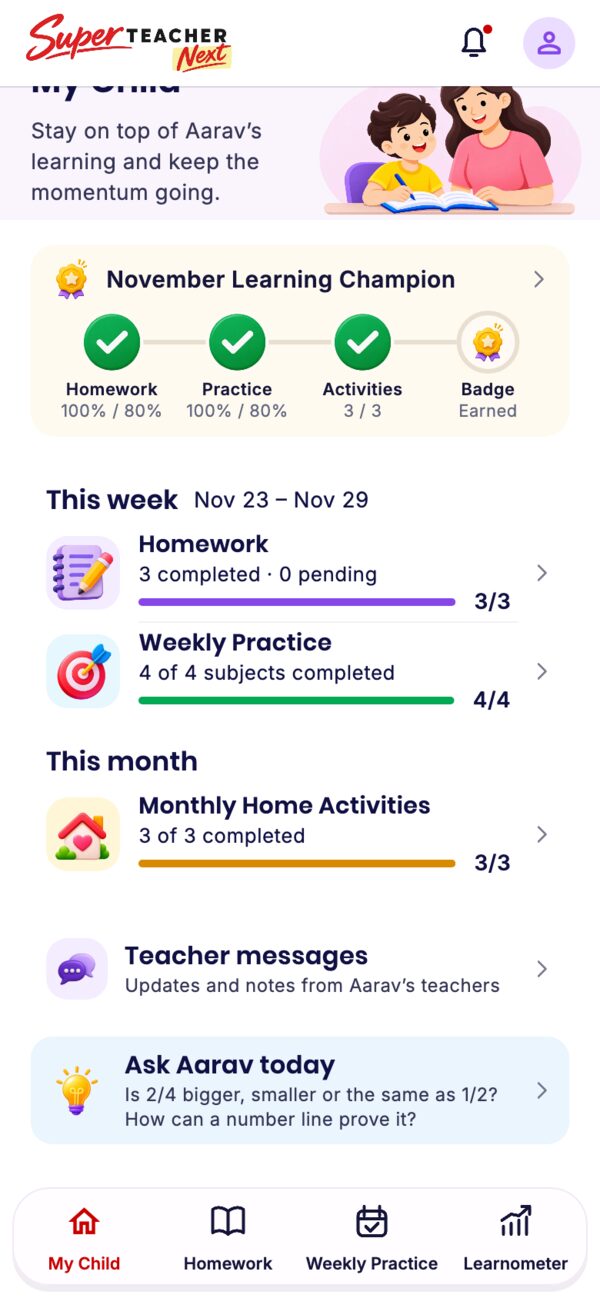 Super TEACHER
Next
My Child
Stay on top of Aarav’s
learning and keep the
momentum going.
November Learning Champion
Homework
100% / 80%
Practice
100% / 80%
Activities
3 / 3
Badge
Earned
This week Nov 23 – Nov 29
Homework
3 completed · 0 pending
3/3
Weekly Practice
4 of 4 subjects completed
4/4
This month
Monthly Home Activities
3 of 3 completed
3/3
Teacher messages
Updates and notes from Aarav’s teachers
Ask Aarav today
Is 2/4 bigger, smaller or the same as 1/2?
How can a number line prove it?
My Child
Homework
Weekly Practice
Learnometer